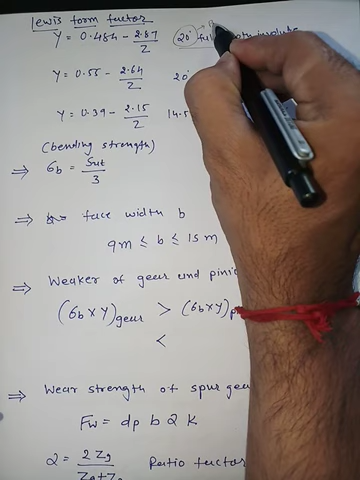 Lewis form factor
Y = 0.484 - 2.87/Z 20° full
Y = 0.55 - 2.64/Z 20°
Y = 0.39 - 2.15/Z 14.5
(bending strength)
⇒ σb = Sut/3
⇒ face width b
9m ≤ b ≤ 15m
⇒ Weaker of gear and pinion
(σb × Y)gear > (σb × Y)p
<
⇒ Wear strength of spur gear
Fw = dp b Q K
Q = 2Zg/Zg+Zp Ratio factor